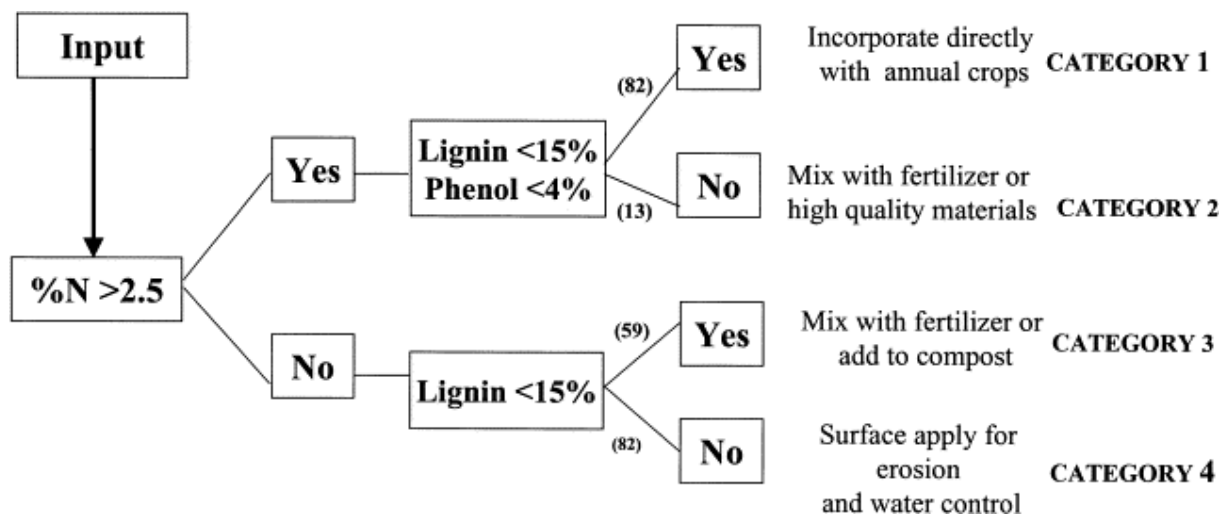 Input
%N >2.5
Yes
No
Lignin <15%
Phenol <4%
Lignin <15%
(82)
(13)
(59)
(82)
Yes
Incorporate directly
with annual crops
CATEGORY 1
No
Mix with fertilizer or
high quality materials
CATEGORY 2
Yes
Mix with fertilizer or
add to compost
CATEGORY 3
No
Surface apply for
erosion
and water control
CATEGORY 4